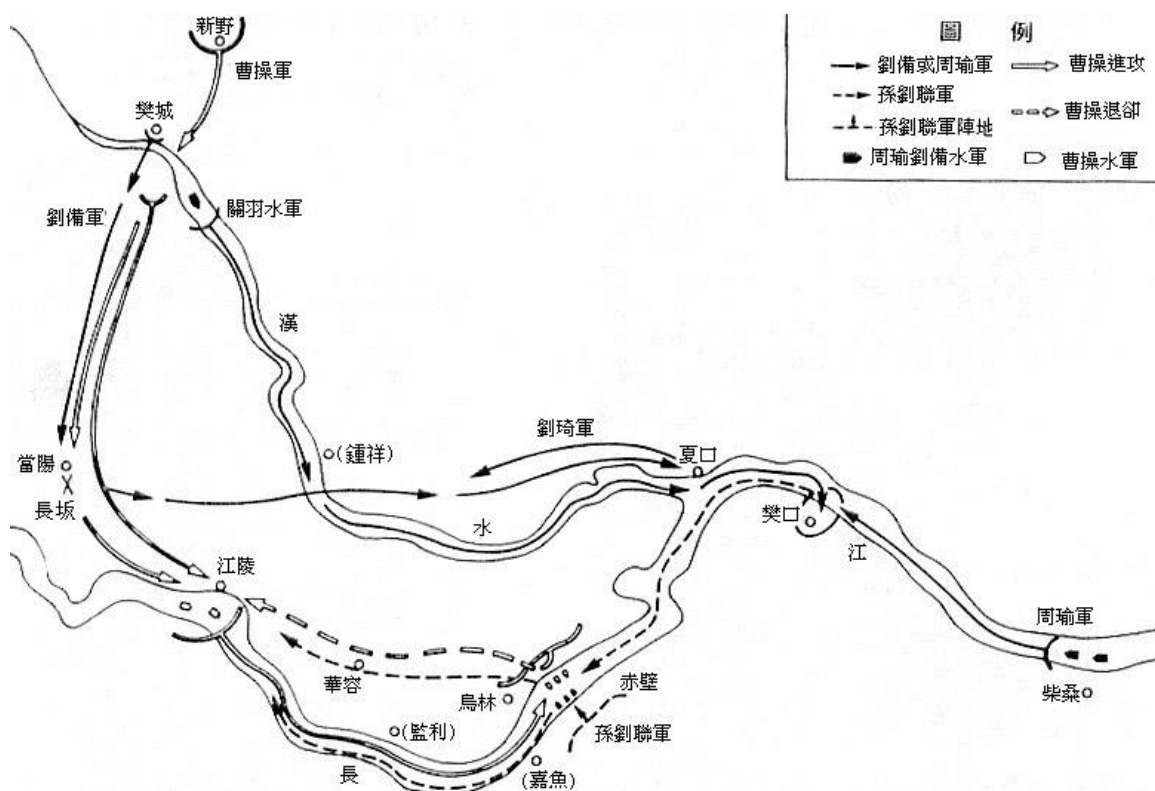 圖例
劉備或周瑜軍
曹操進攻
孫劉聯軍
曹操退卻
孫劉聯軍陣地
周瑜劉備水軍
曹操水軍
新野
曹操軍
樊城
劉備軍
關羽水軍
漢
(鍾祥)
劉琦軍
夏口
當陽
長坂
水
樊口
江
江陵
周瑜軍
華容
烏林
赤壁
柴桑
(監利)
孫劉聯軍
長
(嘉魚)